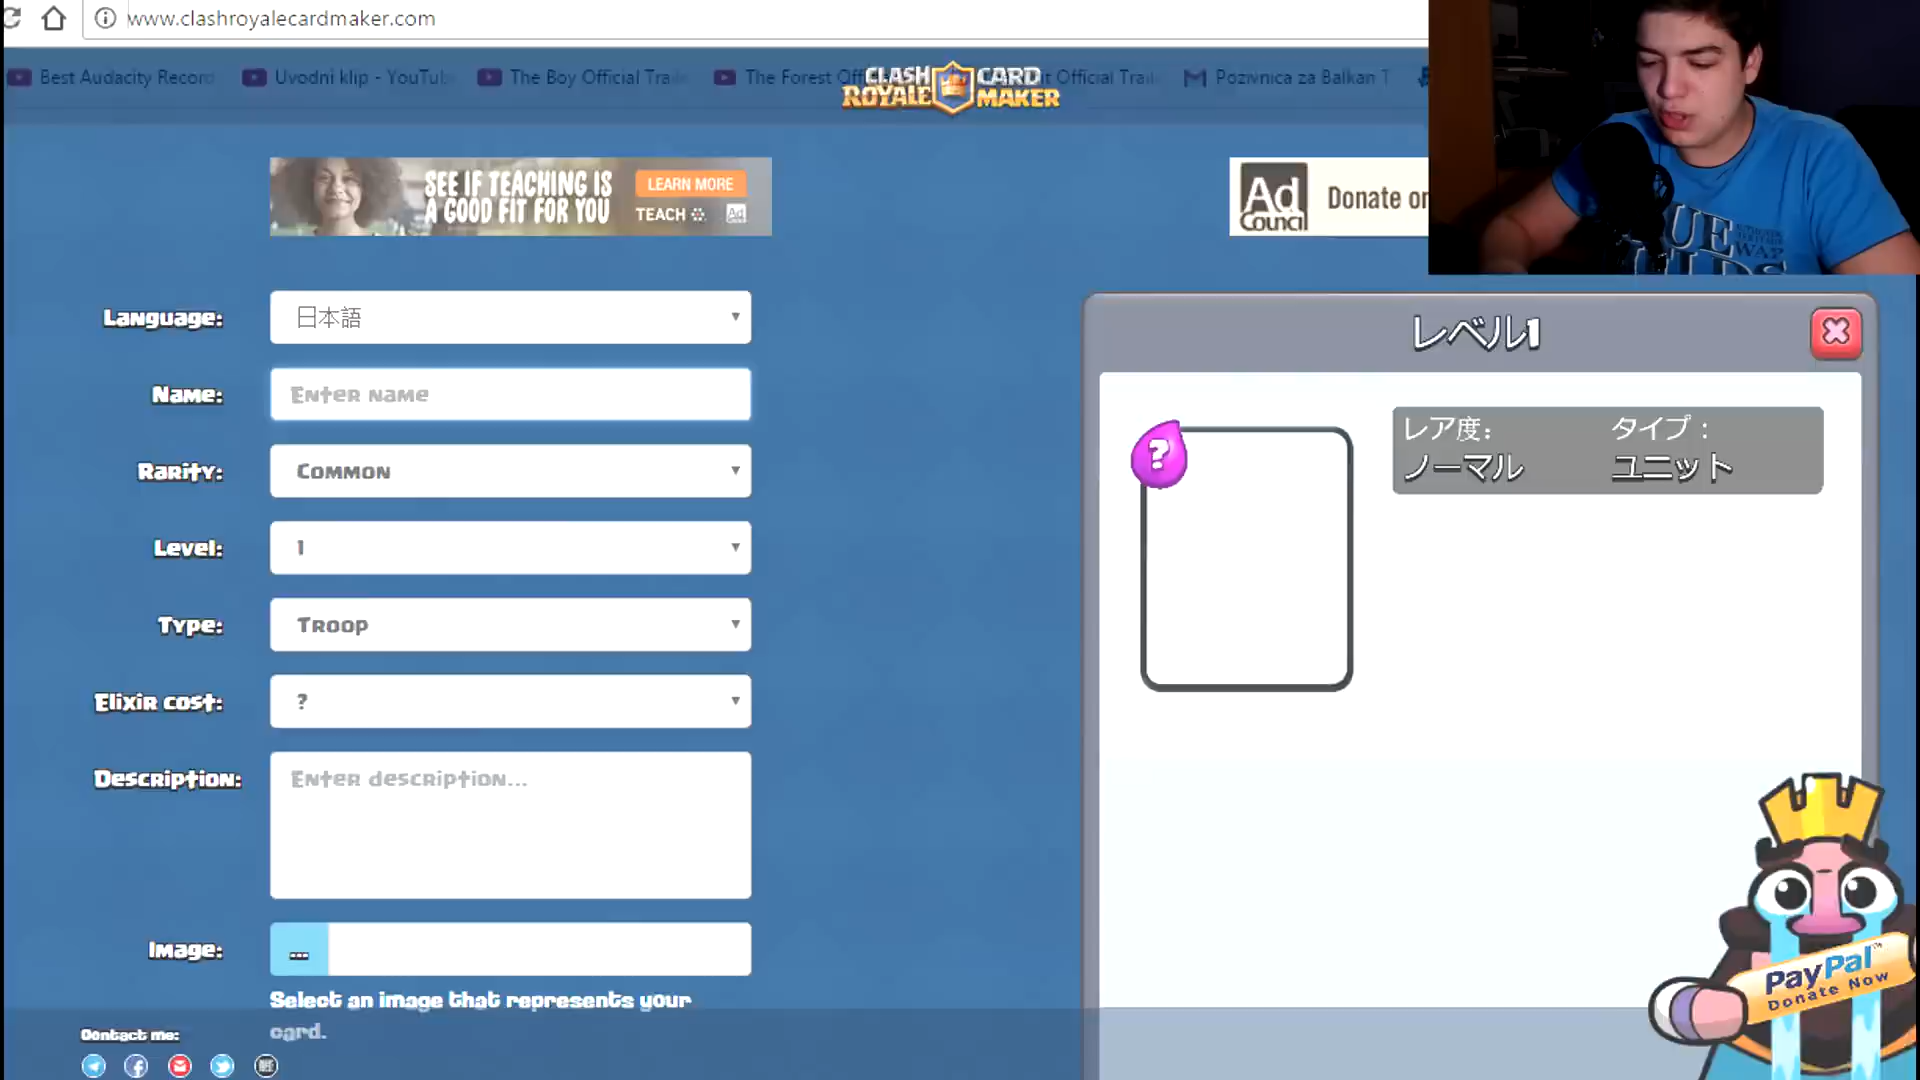 www.clashroyalecardmaker.com
Best Audacity Record
Uvodni klip - YouTub
The Boy Official Trai
The Forest Off
Official Trail
Pozivnica za Balkan T
CLASH ROYALE CARD MAKER
SEE IF TEACHING IS
A GOOD FIT FOR YOU
LEARN MORE
TEACH
Ad
Ad
Council
Donate on
Language:
日本語
Name:
Enter name
Rarity:
Common
Level:
1
Type:
Troop
Elixir cost:
?
Description:
Enter description...
Image:
...
Select an image that represents your
card.
Contact me:
レベル1
?
レア度:
タイプ:
ノーマル
ユニット
PayPal™
Donate Now